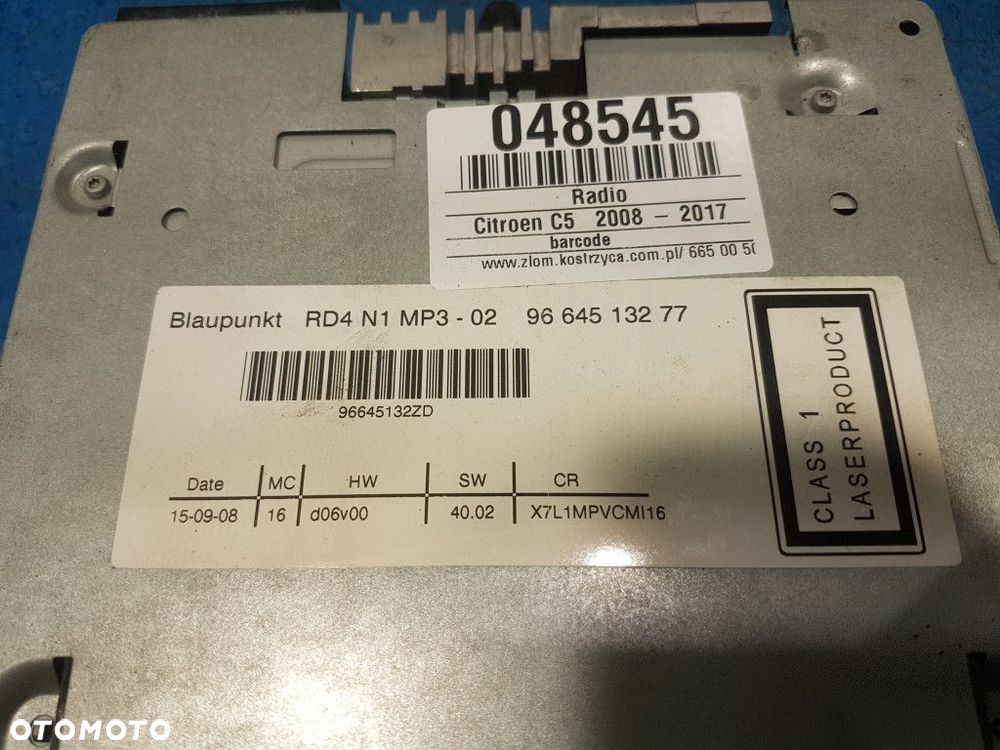 048545
Radio
Citroen C5 2008 - 2017
barcode
www.zlom.kostrzyca.com.pl/ 665 00 50
Blaupunkt RD4 N1 MP3 - 02 96 645 132 77
96645132ZD
Date MC HW SW CR
15-09-08 16 d06v00 40.02 X7L1MPVCMI16
CLASS 1
LASERPRODUCT
OTOMOTO